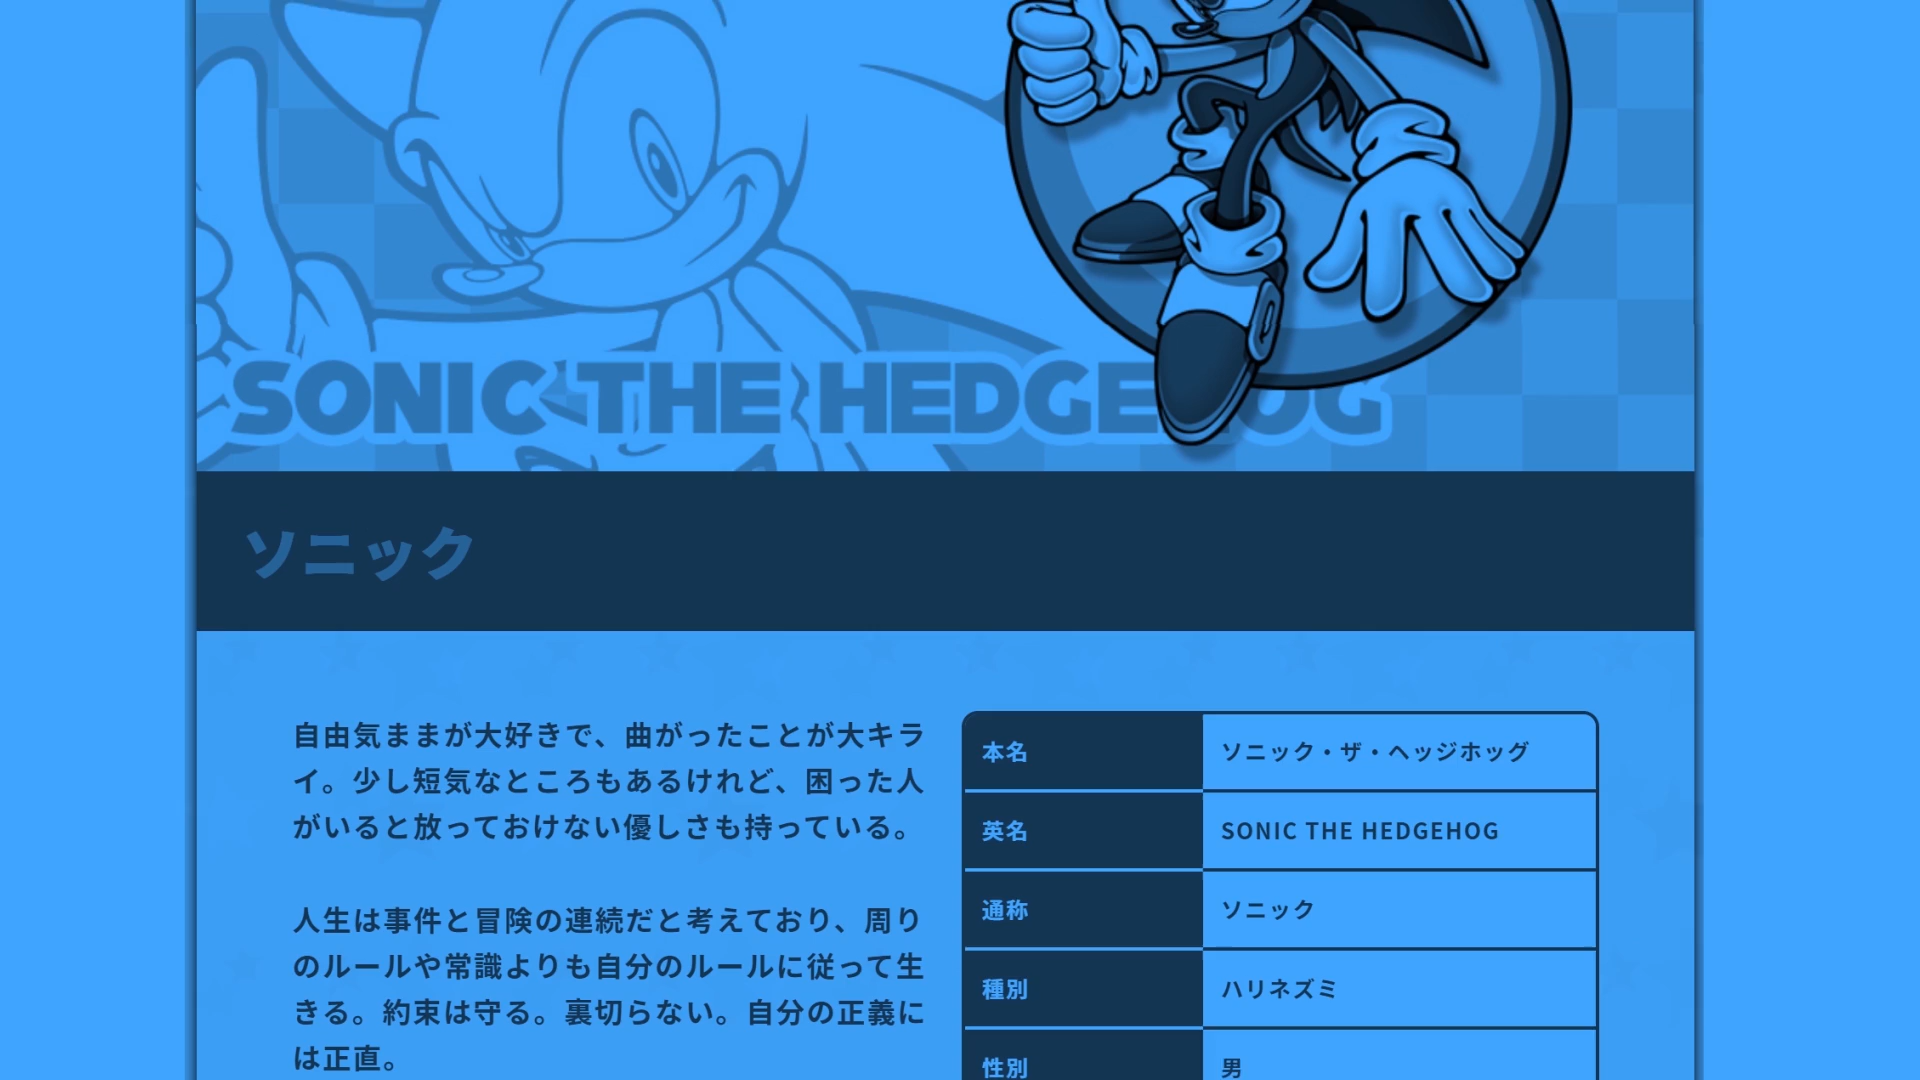 SONIC THE HEDGEHOG
ソニック
自由気ままが大好きで、曲がったことが大キラ
イ。少し短気なところもあるけれど、困った人
がいると放っておけない優しさも持っている。
人生は事件と冒険の連続だと考えており、周り
のルールや常識よりも自分のルールに従って生
きる。約束は守る。裏切らない。自分の正義に
は正直。
本名 ソニック・ザ・ヘッジホッグ
英名 SONIC THE HEDGEHOG
通称 ソニック
種別 ハリネズミ
性別 男